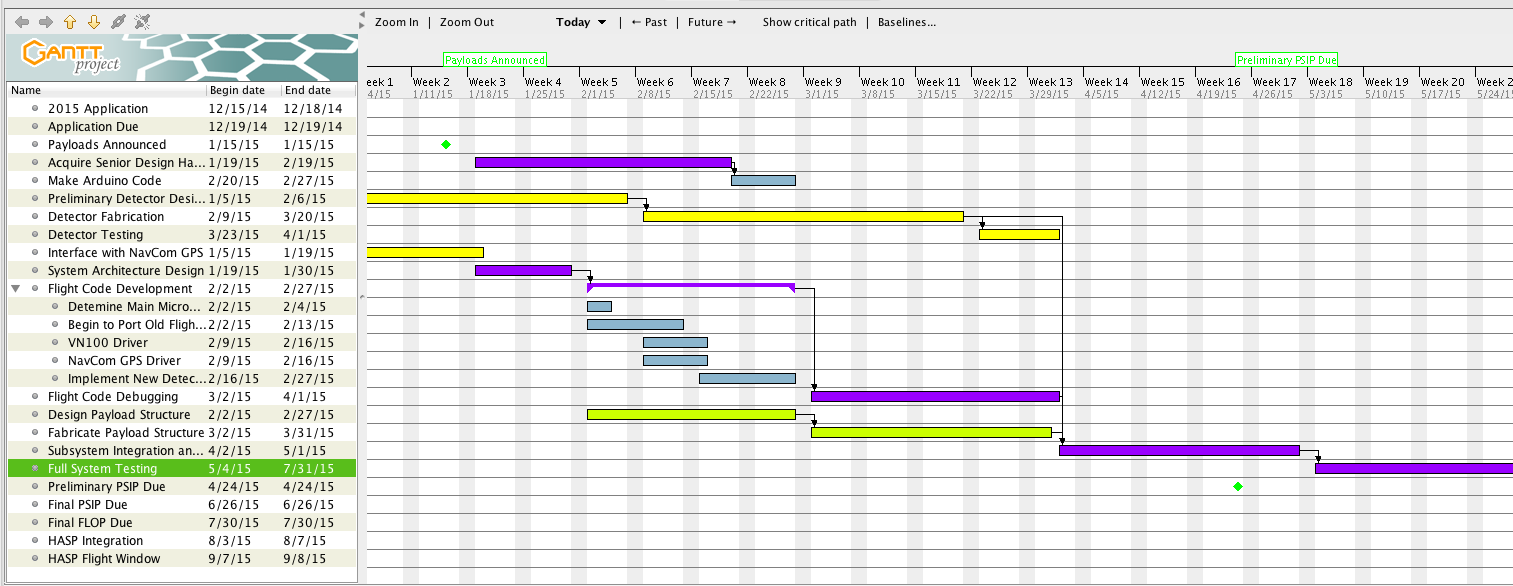 Zoom In | Zoom Out Today | ← Past | Future → Show critical path | Baselines...
GANTT project
Payloads Announced Preliminary PSIP Due
Name Begin date End date
eek 1 Week 2 Week 3 Week 4 Week 5 Week 6 Week 7 Week 8 Week 9 Week 10 Week 11 Week 12 Week 13 Week 14 Week 15 Week 16 Week 17 Week 18 Week 19 Week 20 Week 2
4/15 1/11/15 1/18/15 1/25/15 2/1/15 2/8/15 2/15/15 2/22/15 3/1/15 3/8/15 3/15/15 3/22/15 3/29/15 4/5/15 4/12/15 4/19/15 4/26/15 5/3/15 5/10/15 5/17/15 5/24/15
2015 Application 12/15/14 12/18/14
Application Due 12/19/14 12/19/14
Payloads Announced 1/15/15 1/15/15
Acquire Senior Design Ha... 1/19/15 2/19/15
Make Arduino Code 2/20/15 2/27/15
Preliminary Detector Desi... 1/5/15 2/6/15
Detector Fabrication 2/9/15 3/20/15
Detector Testing 3/23/15 4/1/15
Interface with NavCom GPS 1/5/15 1/19/15
System Architecture Design 1/19/15 1/30/15
Flight Code Development 2/2/15 2/27/15
Detemine Main Micro... 2/2/15 2/4/15
Begin to Port Old Fligh... 2/2/15 2/13/15
VN100 Driver 2/9/15 2/16/15
NavCom GPS Driver 2/9/15 2/16/15
Implement New Detec... 2/16/15 2/27/15
Flight Code Debugging 3/2/15 4/1/15
Design Payload Structure 2/2/15 2/27/15
Fabricate Payload Structure 3/2/15 3/31/15
Subsystem Integration an... 4/2/15 5/1/15
Full System Testing 5/4/15 7/31/15
Preliminary PSIP Due 4/24/15 4/24/15
Final PSIP Due 6/26/15 6/26/15
Final FLOP Due 7/30/15 7/30/15
HASP Integration 8/3/15 8/7/15
HASP Flight Window 9/7/15 9/8/15